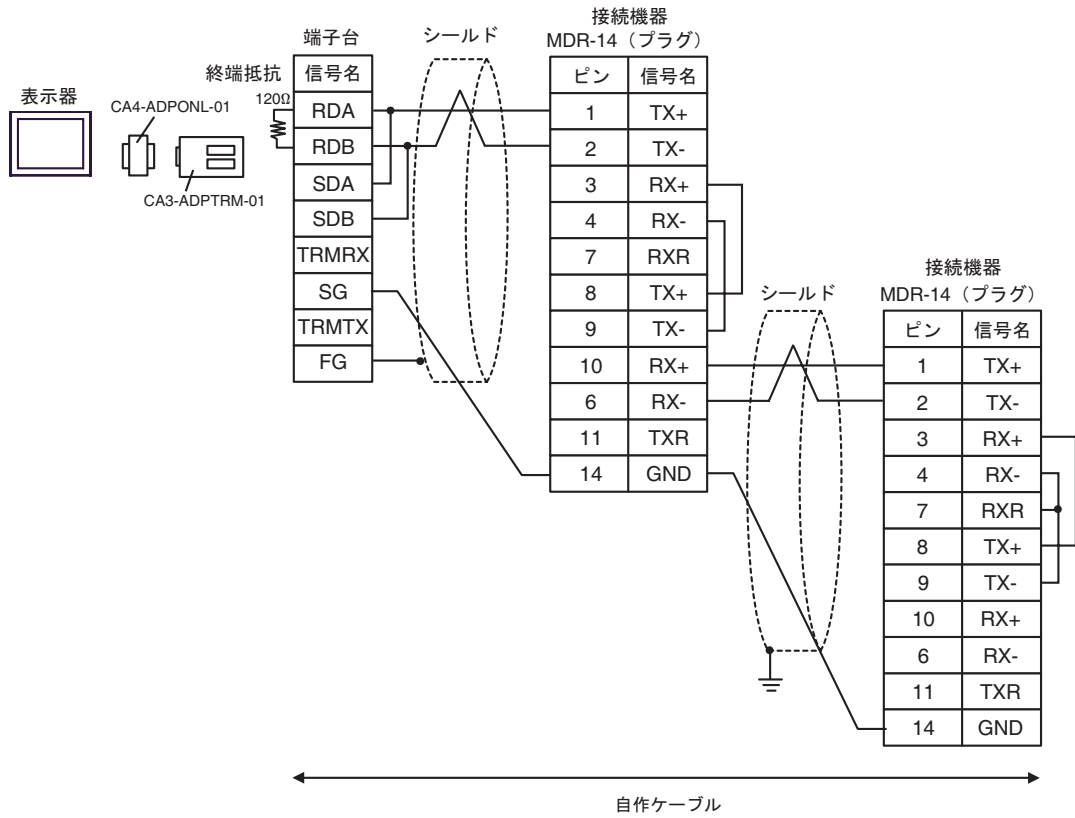 表示器
CA4-ADPONL-01
CA3-ADPTRM-01
終端抵抗
120Ω
端子台
信号名
RDA
RDB
SDA
SDB
TRMRX
SG
TRMTX
FG
シールド
接続機器
MDR-14（プラグ）
ピン 信号名
1 TX+
2 TX-
3 RX+
4 RX-
7 RXR
8 TX+
9 TX-
10 RX+
6 RX-
11 TXR
14 GND
シールド
接続機器
MDR-14（プラグ）
ピン 信号名
1 TX+
2 TX-
3 RX+
4 RX-
7 RXR
8 TX+
9 TX-
10 RX+
6 RX-
11 TXR
14 GND
自作ケーブル